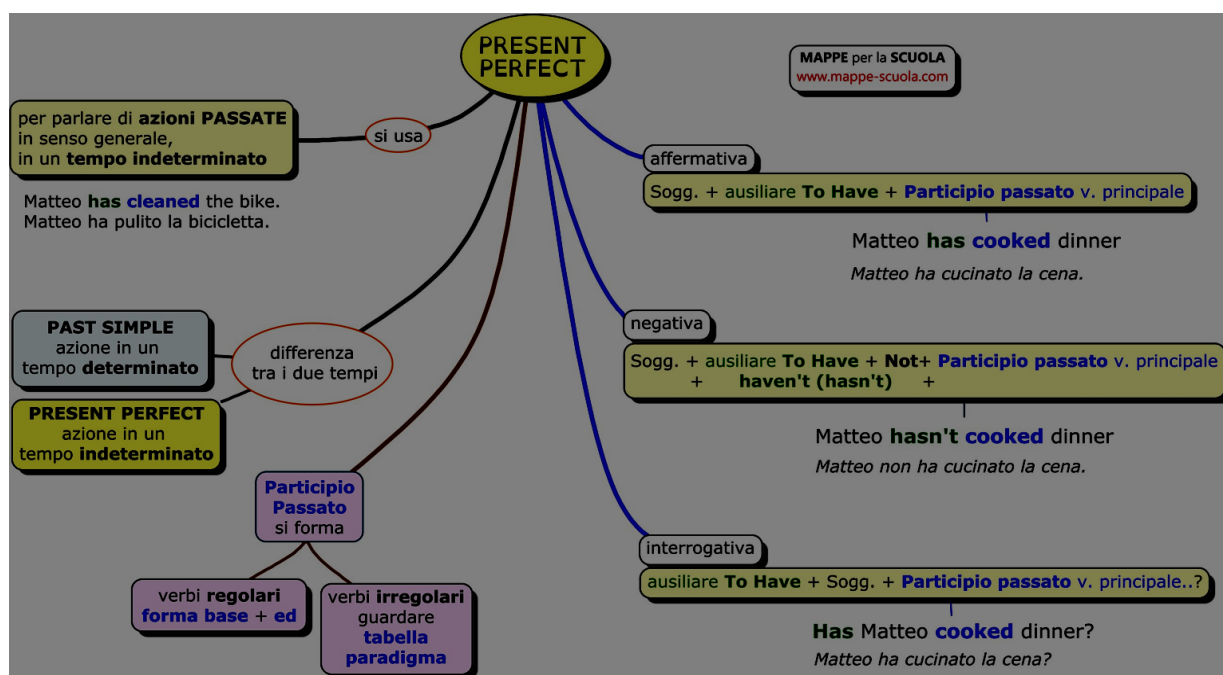 PRESENT
PERFECT
MAPPE per la SCUOLA
www.mappe-scuola.com
si usa
per parlare di azioni PASSATE
in senso generale,
in un tempo indeterminato
Matteo has cleaned the bike.
Matteo ha pulito la bicicletta.
differenza
tra i due tempi
PAST SIMPLE
azione in un
tempo determinato
PRESENT PERFECT
azione in un
tempo indeterminato
Participio
Passato
si forma
verbi regolari
forma base + ed
verbi irregolari
guardare
tabella
paradigma
affermativa
Sogg. + ausiliare To Have + Participio passato v. principale
Matteo has cooked dinner
Matteo ha cucinato la cena.
negativa
Sogg. + ausiliare To Have + Not+ Participio passato v. principale
+ haven't (hasn't) +
Matteo hasn't cooked dinner
Matteo non ha cucinato la cena.
interrogativa
ausiliare To Have + Sogg. + Participio passato v. principale..?
Has Matteo cooked dinner?
Matteo ha cucinato la cena?